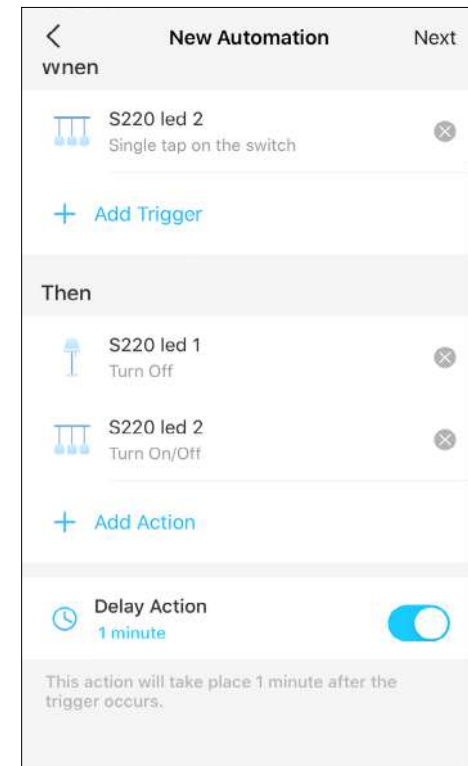 New Automation
Next
When
S220 led 2
Single tap on the switch
Add Trigger
Then
S220 led 1
Turn Off
S220 led 2
Turn On/Off
Add Action
Delay Action
1 minute
This action will take place 1 minute after the
trigger occurs.